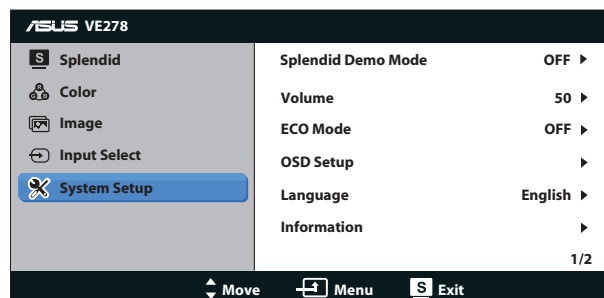 ASUS VE278
S Splendid
Color
Image
Input Select
System Setup
Splendid Demo Mode OFF
Volume 50
ECO Mode OFF
OSD Setup
Language English
Information
1/2
Move Menu S Exit